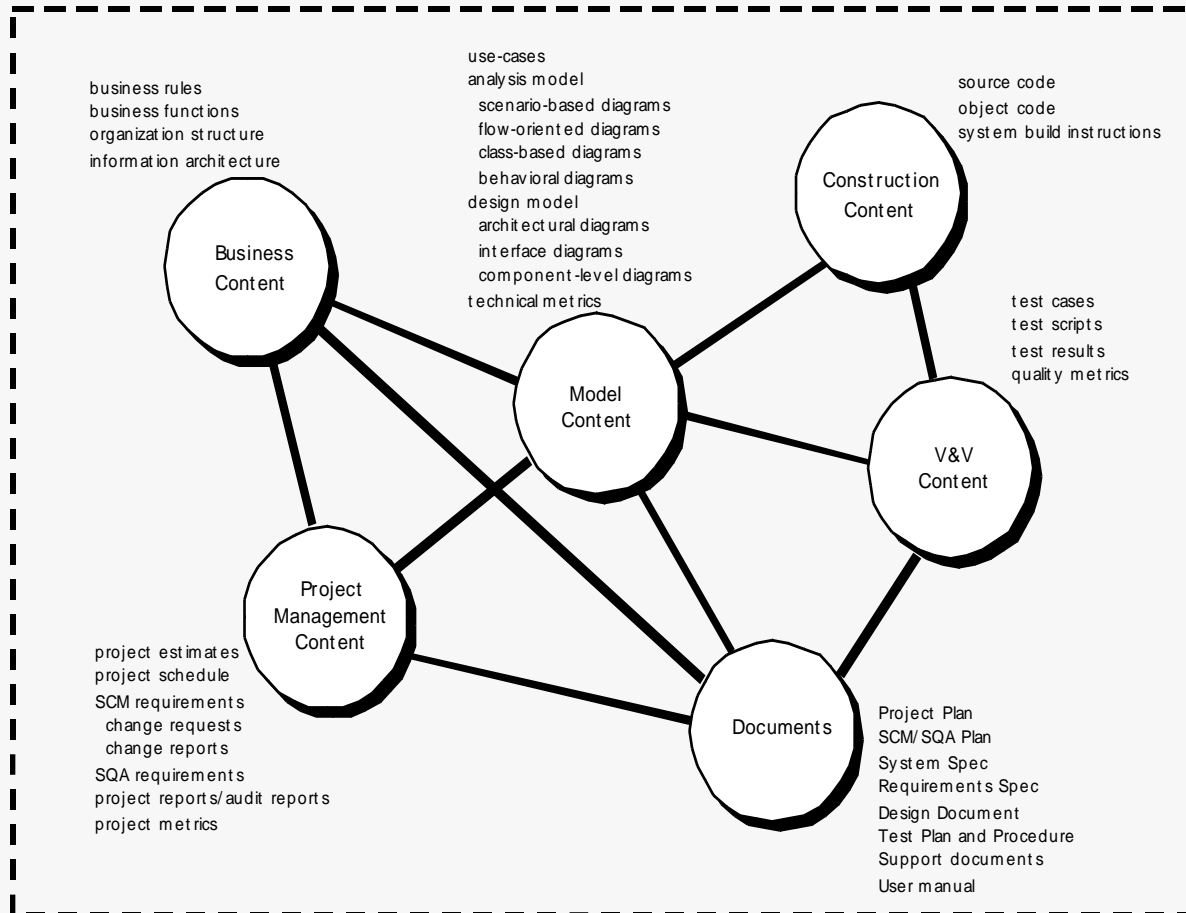 business rules
business functions
organization structure
information architecture
Business
Content
use-cases
analysis model
scenario-based diagrams
flow-oriented diagrams
class-based diagrams
behavioral diagrams
design model
architectural diagrams
interface diagrams
component-level diagrams
technical metrics
Model
Content
source code
object code
system build instructions
Construction
Content
test cases
test scripts
test results
quality metrics
V&V
Content
Project
Management
Content
project estimates
project schedule
SCM requirements
change requests
change reports
SQA requirements
project reports/audit reports
project metrics
Documents
Project Plan
SCM/SQA Plan
System Spec
Requirements Spec
Design Document
Test Plan and Procedure
Support documents
User manual